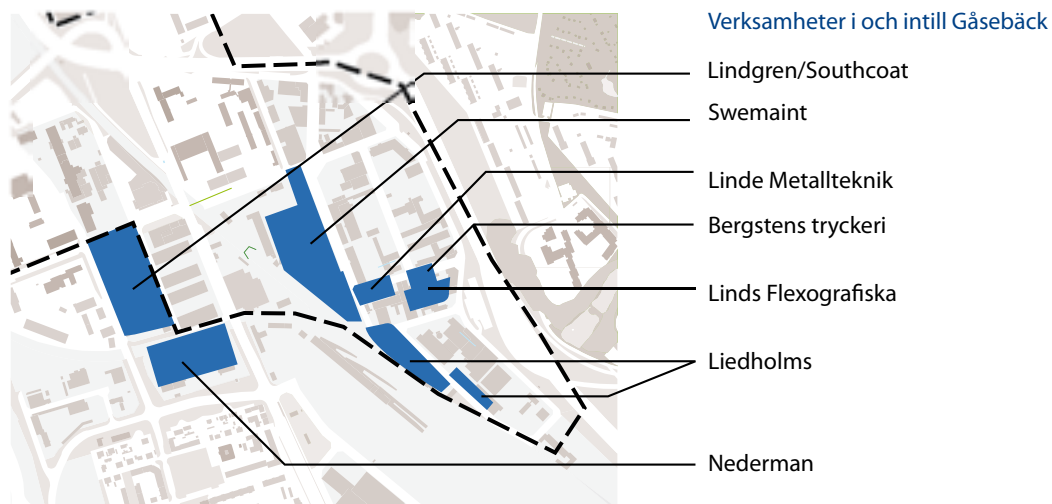 Verksamheter i och intill Gåsebäck
Lindgren/Southcoat
Swemaint
Linde Metallteknik
Bergstens tryckeri
Linds Flexografiska
Liedholms
Nederman